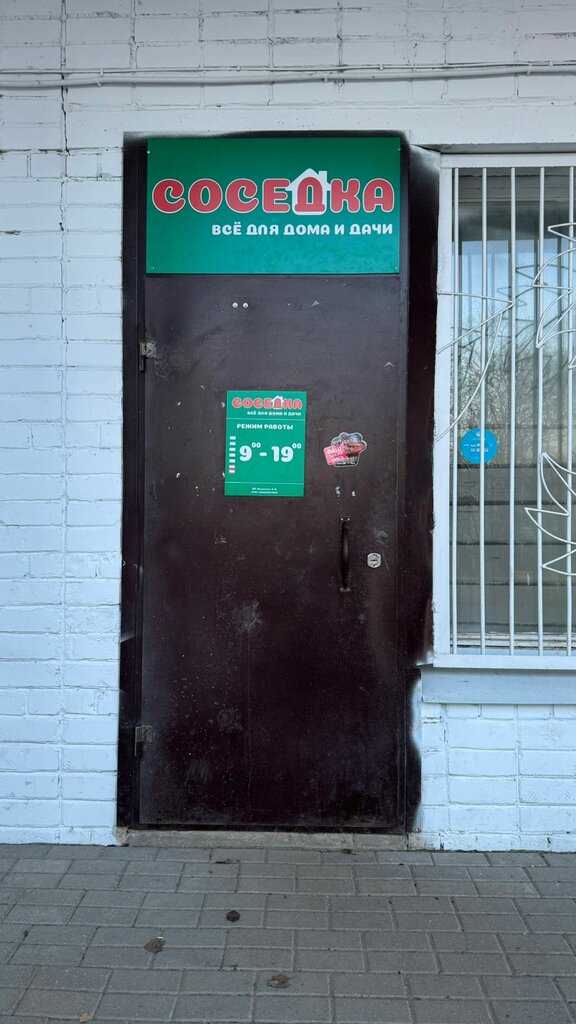 СОСЕДКА
ВСЁ ДЛЯ ДОМА И ДАЧИ
СОСЕДКА
ВСЁ ДЛЯ ДОМА И ДАЧИ
РЕЖИМ РАБОТЫ
9⁰⁰ - 19⁰⁰